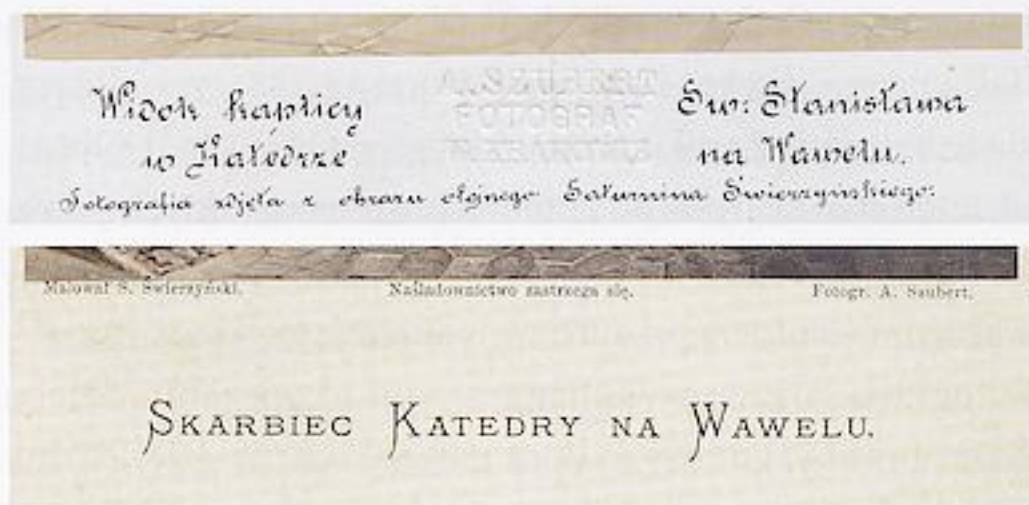 Widok kaplicy A. SZUBERT Św: Stanisława
FOTOGRAF
w Katedrze na Wawelu.
Fotografia zdjęta z obrazu olejnego Saturnina Świerzyńskiego:
Malował S. Świerzyński. Naśladownictwo zastrzega się. Fotogr. A. Szubert.
SKARBIEC KATEDRY NA WAWELU.